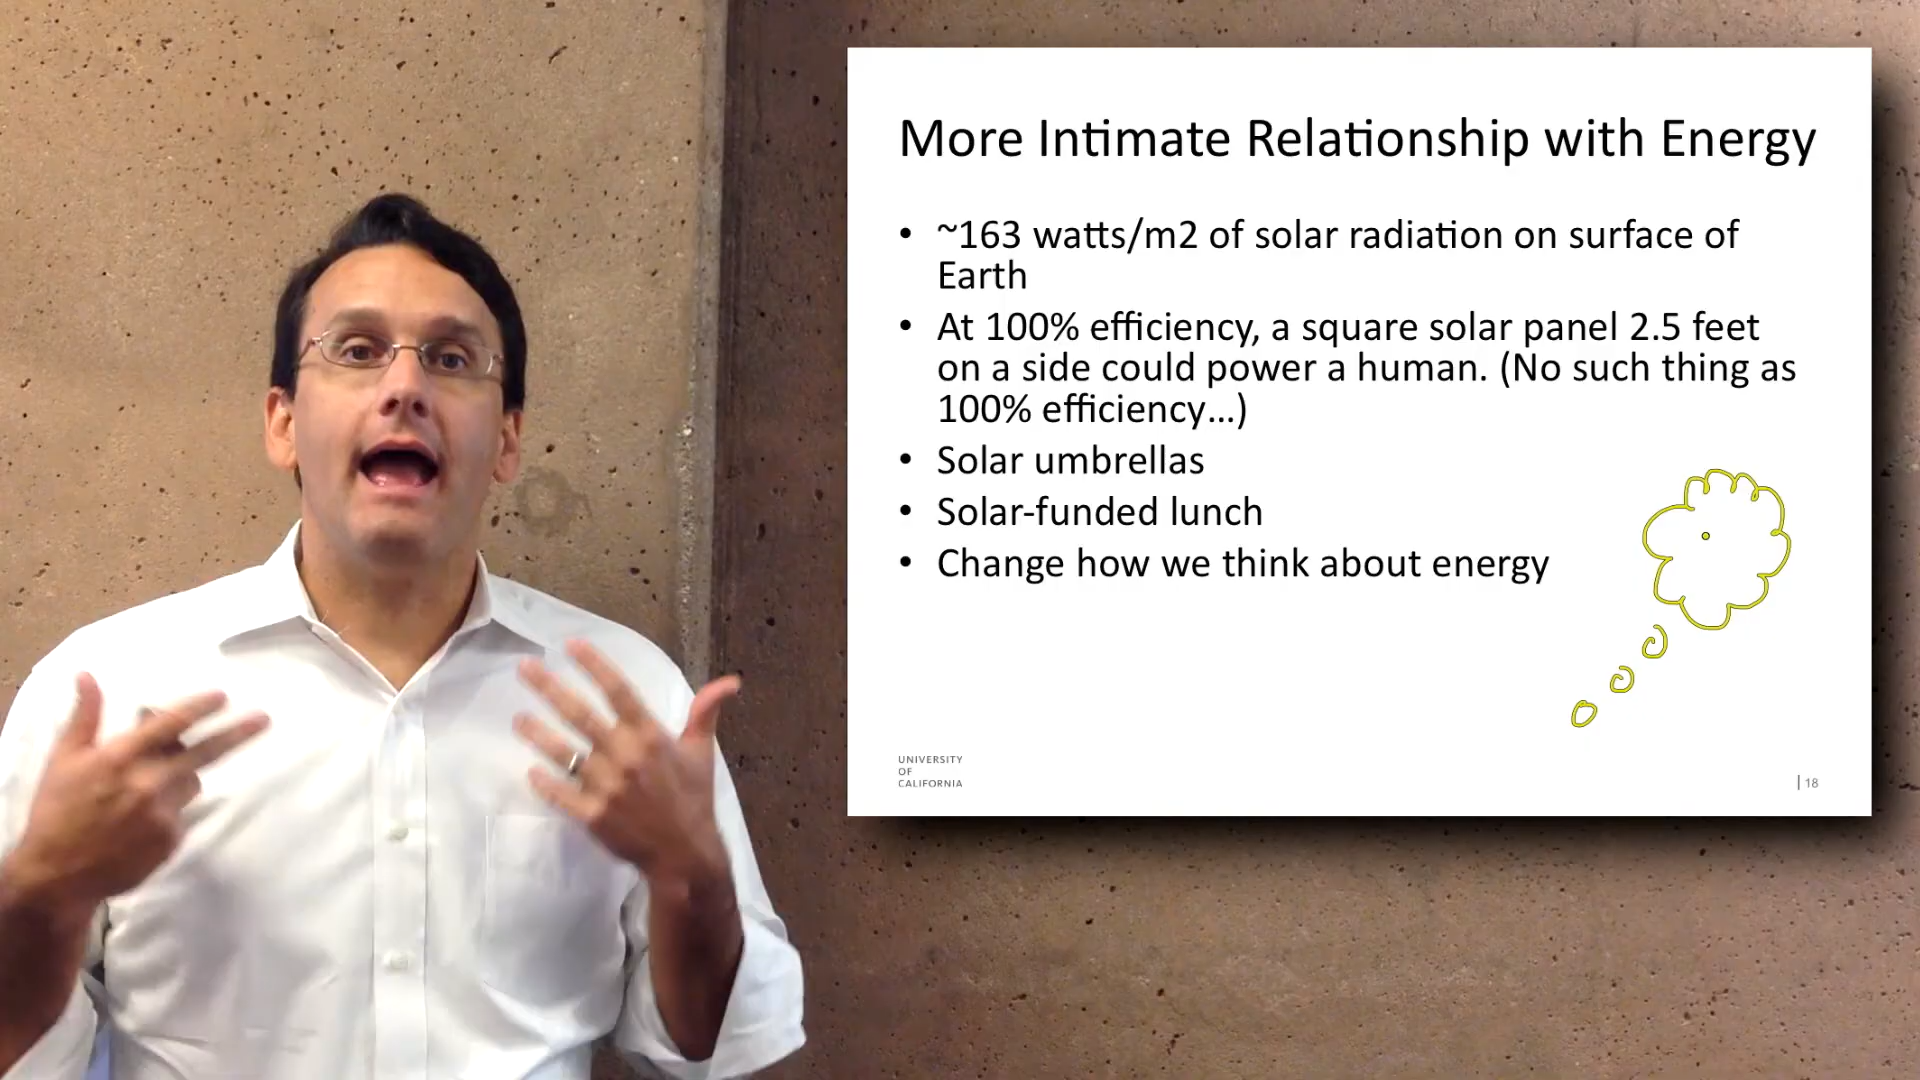 More Intimate Relationship with Energy
• ~163 watts/m2 of solar radiation on surface of
Earth
• At 100% efficiency, a square solar panel 2.5 feet
on a side could power a human. (No such thing as
100% efficiency…)
• Solar umbrellas
• Solar-funded lunch
• Change how we think about energy
UNIVERSITY
OF
CALIFORNIA
| 18